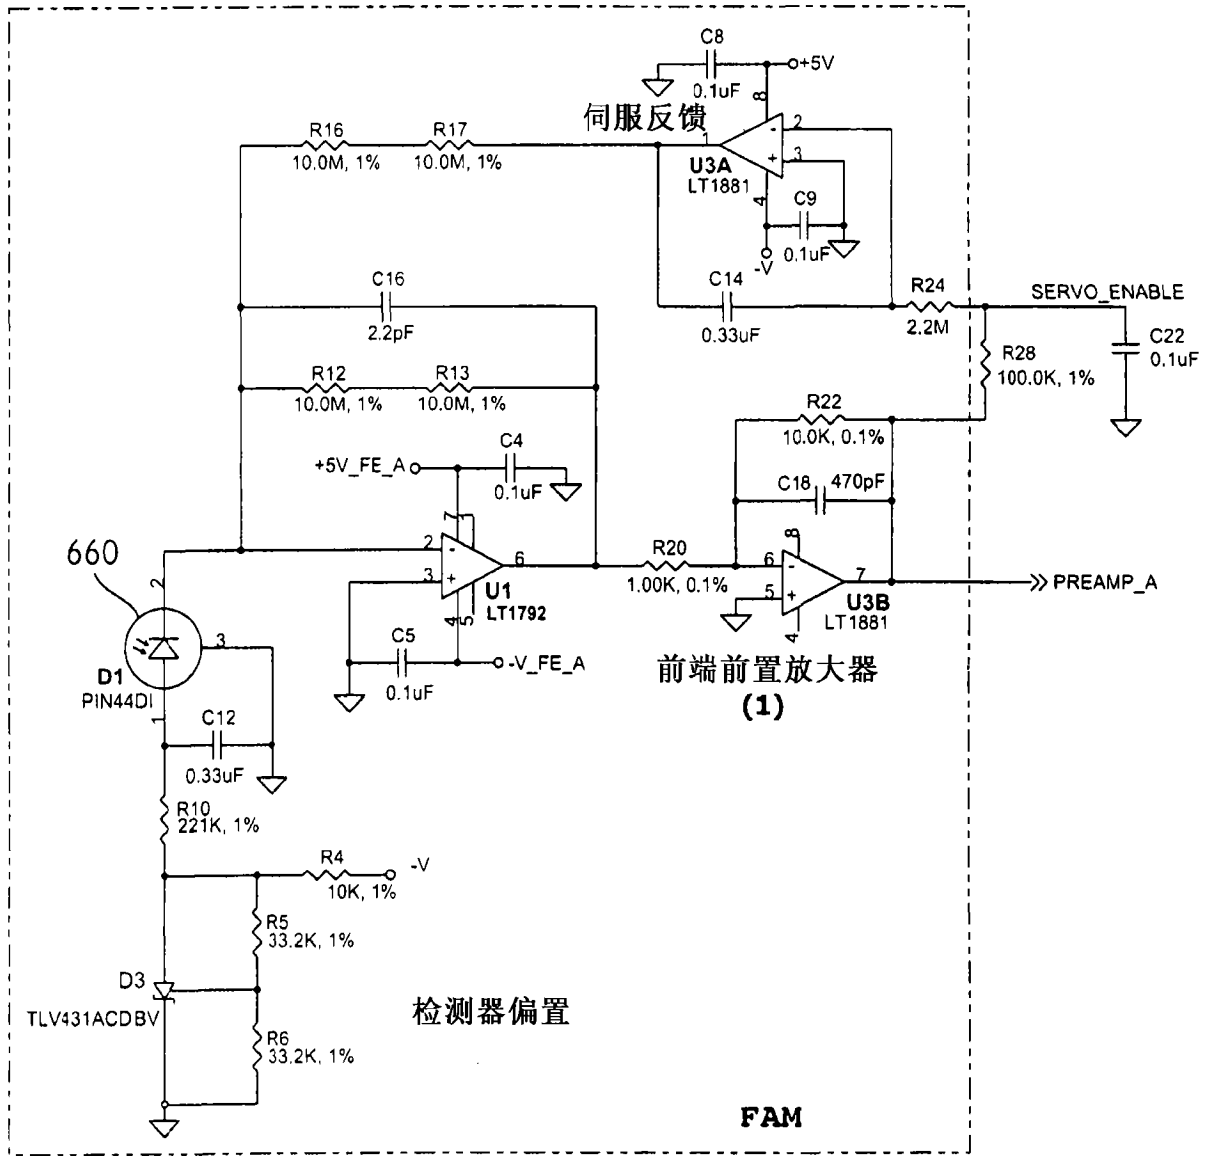 C8
+5V
0.1uF
8
伺服反馈
R16
R17
1
2
10.0M, 1%
10.0M, 1%
3
U3A
LT1881
4
C9
0.1uF
-V
C16
C14
R24
SERVO_ENABLE
2.2pF
0.33uF
2.2M
C22
0.1uF
R28
100.0K, 1%
R12
R13
10.0M, 1%
10.0M, 1%
R22
10.0K, 0.1%
C4
+5V_FE_A
0.1uF
C18
470pF
7
1
8
660
2
6
R20
6
2
3
1.00K, 0.1%
5
7
PREAMP_A
U1
LT1792
U3B
LT1881
4
5
4
3
C5
-V_FE_A
0.1uF
D1
PIN44DI
前端前置放大器
(1)
1
C12
0.33uF
R10
221K, 1%
R4
-V
10K, 1%
R5
33.2K, 1%
D3
TLV431ACDBV
检测器偏置
R6
33.2K, 1%
FAM